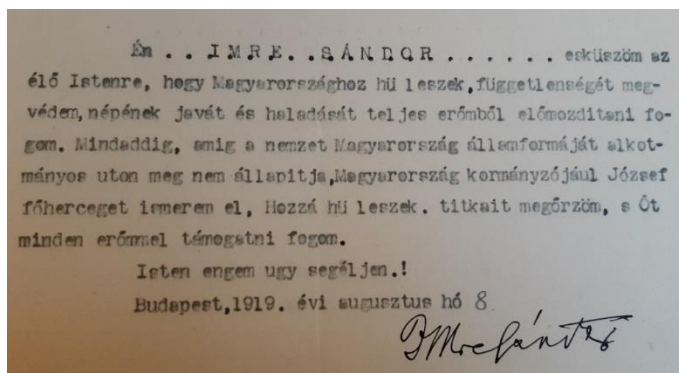 Én . . I M R E . . S Á N D O R . . . . . . esküszöm az
élő Istenre, hogy Magyarországhoz hü leszek,függetlenségét meg-
védem,népének javát és haladását teljes erőmből előmozditani fo-
gom. Mindaddig, amig a nemzet Magyarország államformáját alkot-
mányos uton meg nem állapitja,Magyarország kormányzójául József
főherceget ismerem el, Hozzá hü leszek. titkait megőrzöm, s Őt
minden erőmmel támogatni fogom.
Isten engem ugy segéljen.!
Budapest,1919. évi augusztus hó 8.
Imre Sándor